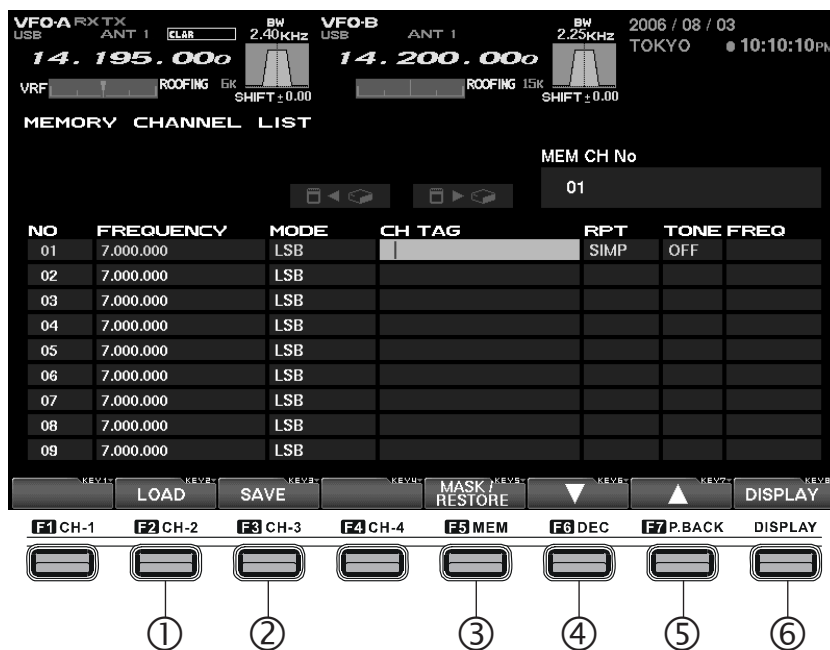 VFO-A RX TX BW VFO-B BW 2006 / 08 / 03
USB ANT 1 CLAR 2.40KHz USB ANT 1 2.25KHz TOKYO 10:10:10PM
14. 195. 000 14. 200. 000
VRF ROOFING 6K SHIFT ± 0.00 ROOFING 15K SHIFT ± 0.00
MEMORY CHANNEL LIST
MEM CH No
01
NO FREQUENCY MODE CH TAG RPT TONE FREQ
01 7.000.000 LSB SIMP OFF
02 7.000.000 LSB
03 7.000.000 LSB
04 7.000.000 LSB
05 7.000.000 LSB
06 7.000.000 LSB
07 7.000.000 LSB
08 7.000.000 LSB
09 7.000.000 LSB
KEY1 KEY2 KEY3 KEY4 KEY5 KEY6 KEY7 KEY8
LOAD SAVE MASK / RESTORE ▼ ▲ DISPLAY
F1 CH-1 F2 CH-2 F3 CH-3 F4 CH-4 F5 MEM F6 DEC F7 P.BACK DISPLAY
① ② ③ ④ ⑤ ⑥